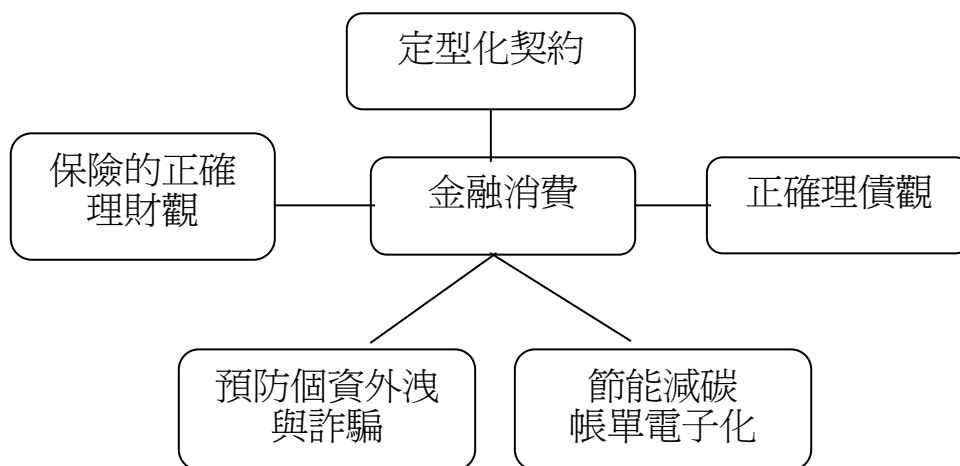 定型化契約
保險的正確
理財觀
金融消費
正確理債觀
預防個資外洩
與詐騙
節能減碳
帳單電子化